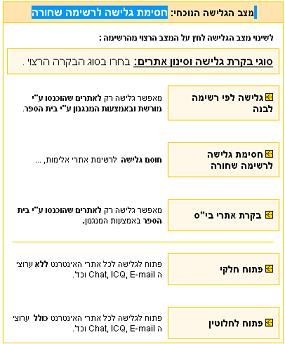 מצב הגלישה הנוכחי: חסימת גלישה לרשימה שחורה
לשינוי מצב הגלישה לחץ על המצב הרצוי מהרשימה :
סוגי בקרת גלישה וסינון אתרים: בחרו בסוג הבקרה הרצוי .
גלישה לפי רשימה
לבנה
מאפשר גלישה רק לאתרים שהוכנסו ע"י
מורשת ובאמצעות המנגנון ע"י בית
הספר.
חסימת גלישה
לרשימה שחורה
חוסם גלישה לרשימת אתרי אלימות, ...
בקרת אתרי בי"ס
מאפשר גלישה רק לאתרים שהוכנסו ע"י בית
הספר באמצעות המנגנון.
פתוח חלקי
פתוח לגלישה לכל אתרי האינטרנט ללא ערוצי
ה Chat, ICQ, E-mail וכד'.
פתוח לחלוטין
פתוח לגלישה לכל אתרי האינטרנט כולל ערוצי
ה Chat, ICQ, E-mail וכד'.